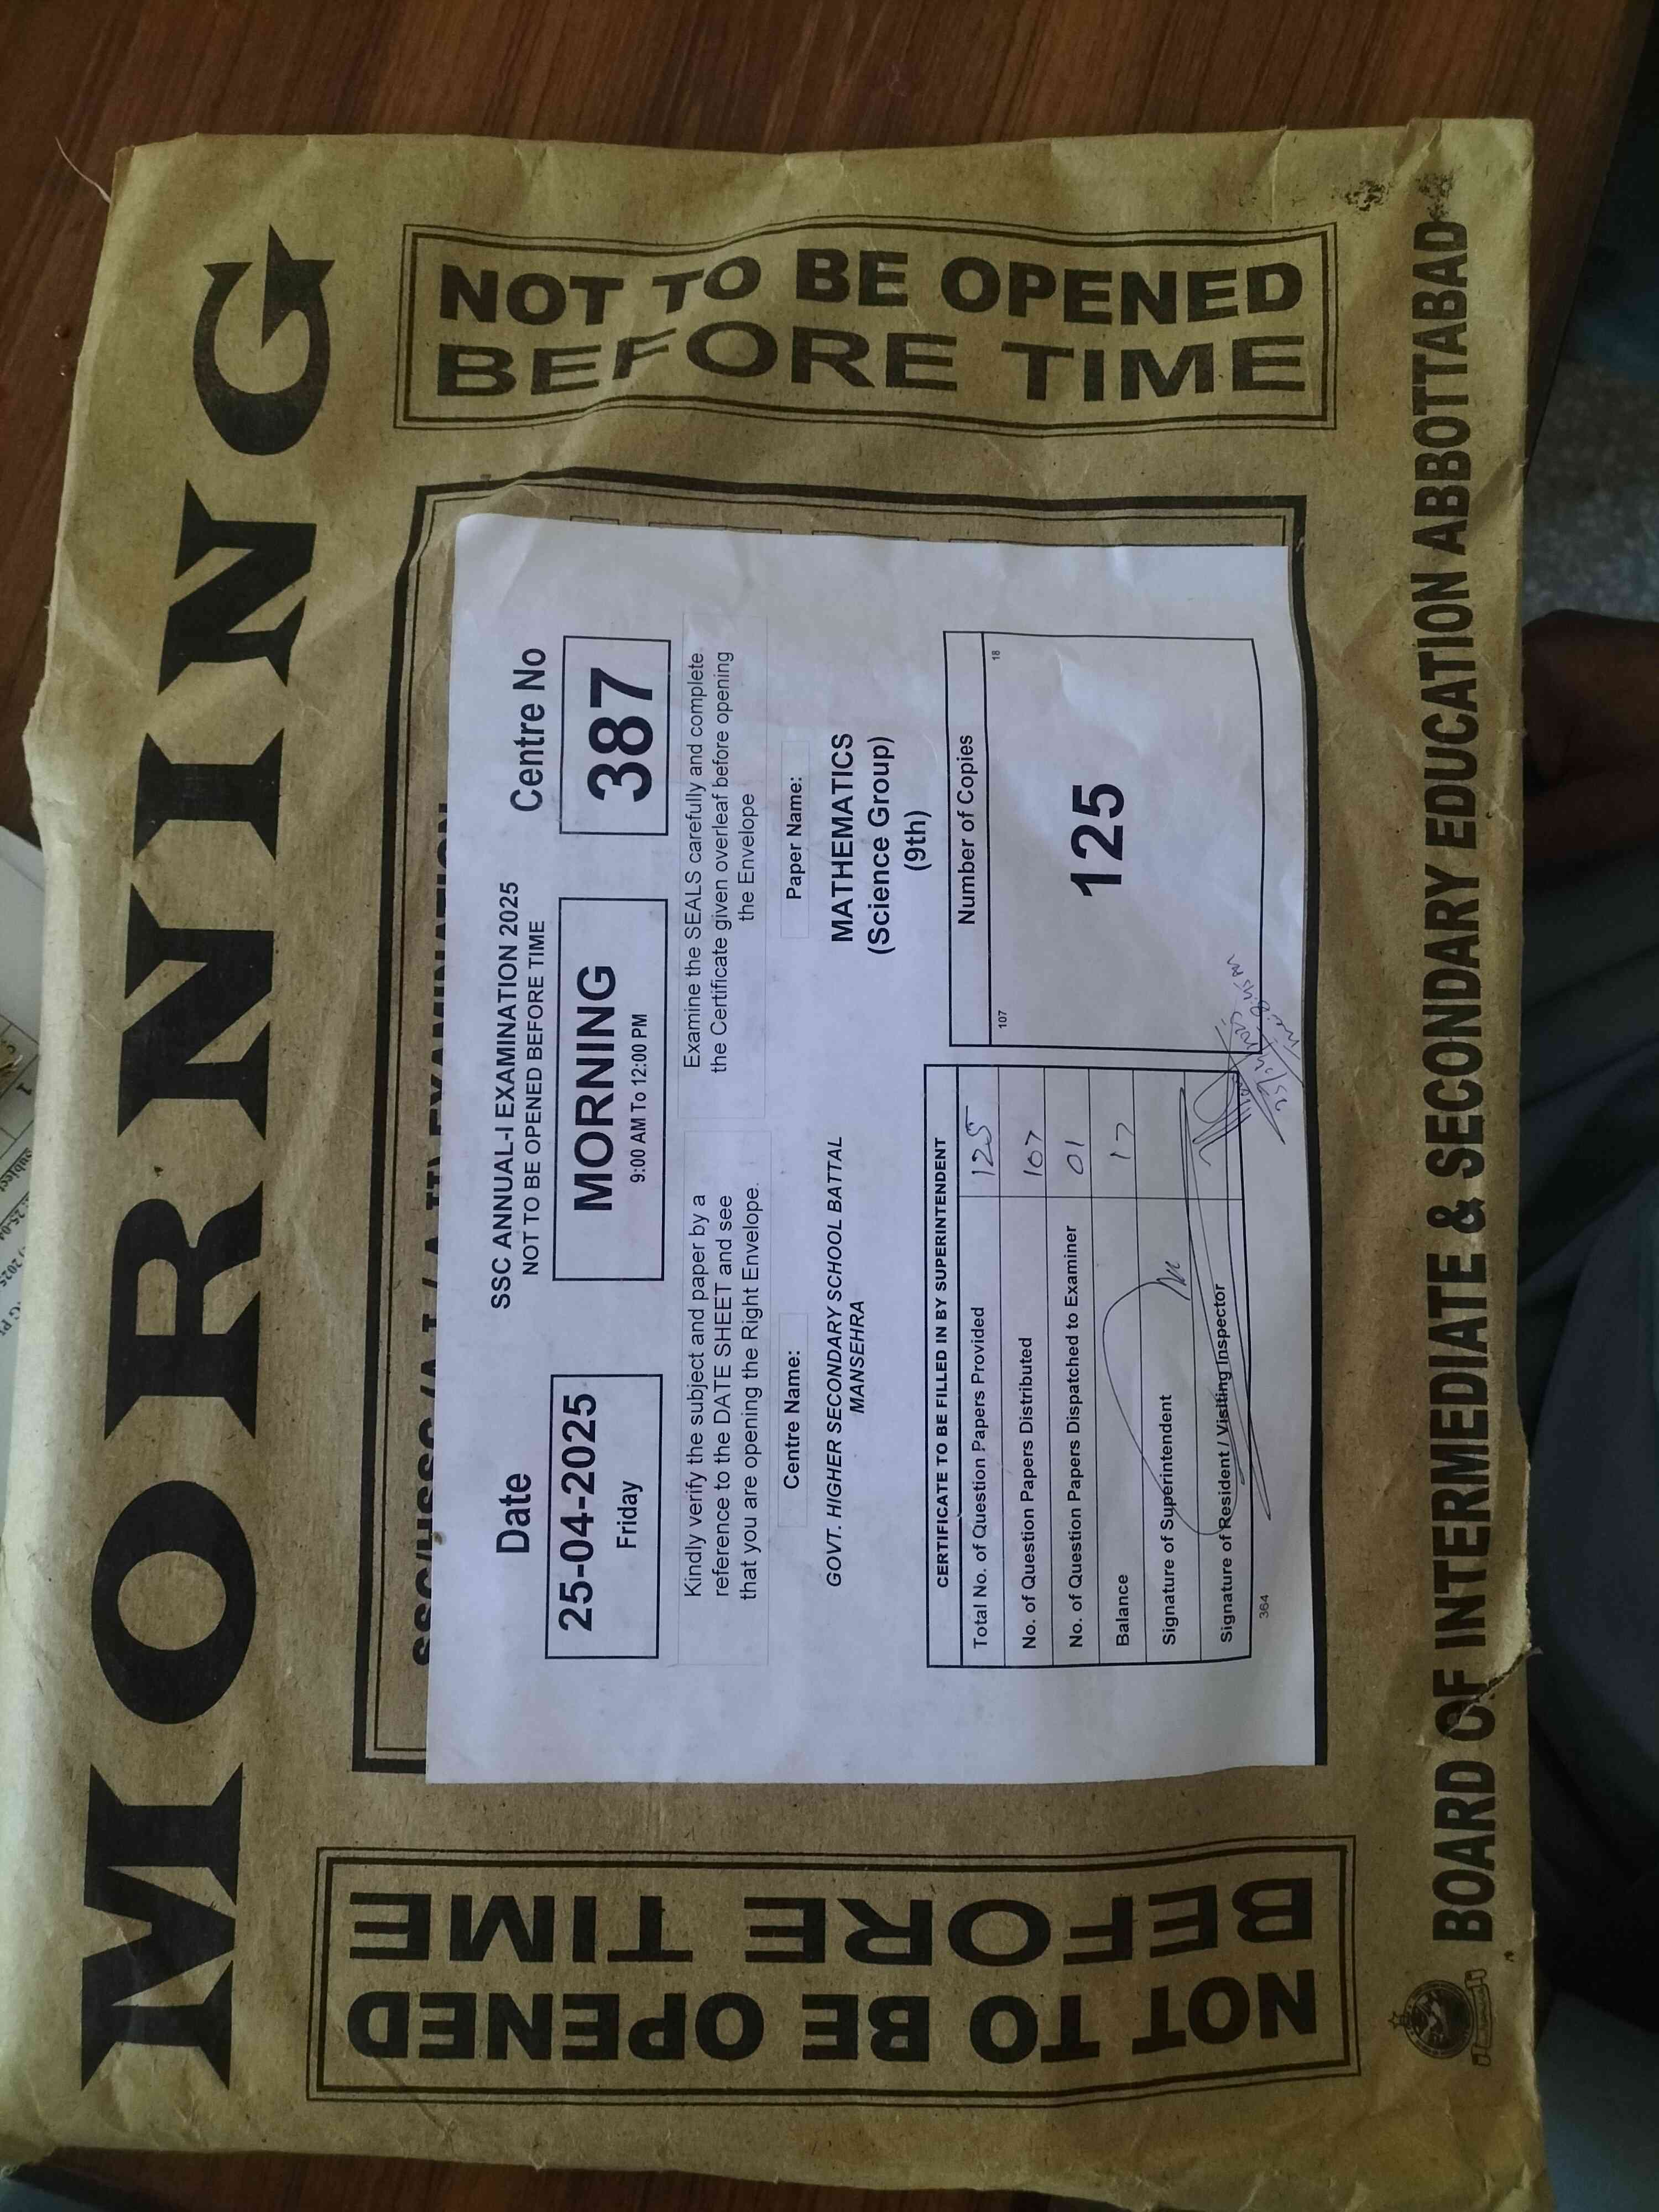 MORNING
NOT TO BE OPENED
BEFORE TIME
NOT TO BE OPENED
BEFORE TIME
Date
25-04-2025
Friday
SSC ANNUAL-I EXAMINATION 2025
NOT TO BE OPENED BEFORE TIME
MORNING
9:00 AM To 12:00 PM
Centre No
387
Kindly verify the subject and paper by a
reference to the DATE SHEET and see
that you are opening the Right Envelope.
Examine the SEALS carefully and complete
the Certificate given overleaf before opening
the Envelope
Centre Name:
GOVT. HIGHER SECONDARY SCHOOL BATTAL
MANSEHRA
Paper Name:
MATHEMATICS
(Science Group)
(9th)
CERTIFICATE TO BE FILLED IN BY SUPERINTENDENT
Total No. of Question Papers Provided 125
No. of Question Papers Distributed 107
No. of Question Papers Dispatched to Examiner 01
Balance 17
Signature of Superintendent
Signature of Resident / Visiting Inspector
364
Number of Copies
107 18
125
BOARD OF INTERMEDIATE & SECONDARY EDUCATION ABBOTTABAD